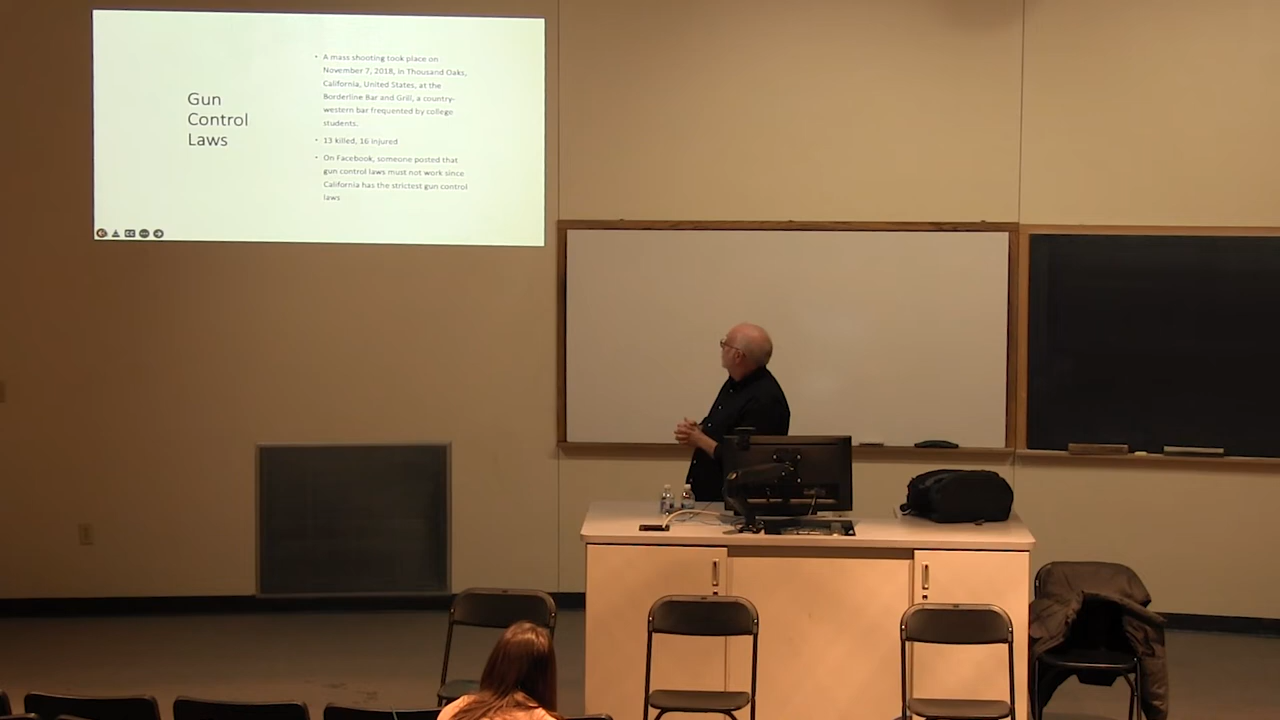 Gun
Control
Laws
• A mass shooting took place on
November 7, 2018, in Thousand Oaks,
California, United States, at the
Borderline Bar and Grill, a country-
western bar frequented by college
students.
• 13 killed, 16 injured
• On Facebook, someone posted that
gun control laws must not work since
California has the strictest gun control
laws
CC